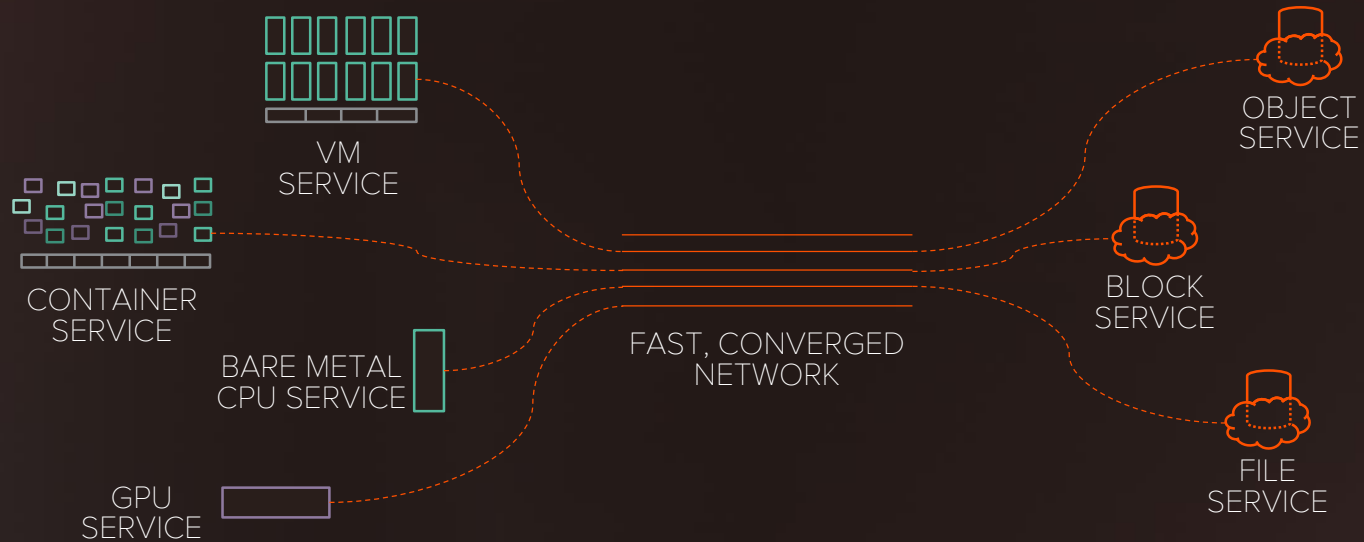 VM
SERVICE
CONTAINER
SERVICE
BARE METAL
CPU SERVICE
GPU
SERVICE
FAST, CONVERGED
NETWORK
OBJECT
SERVICE
BLOCK
SERVICE
FILE
SERVICE